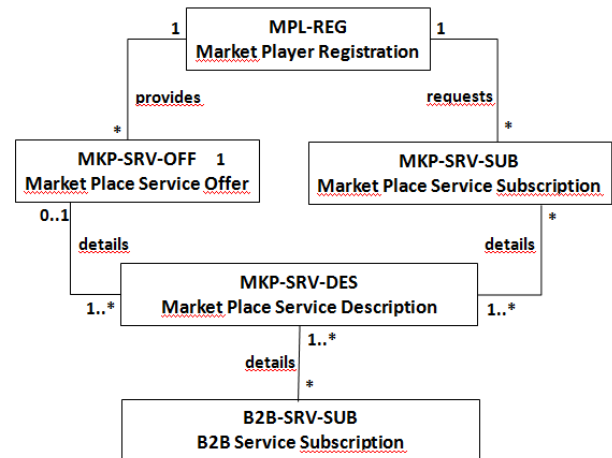 1 MPL-REG 1
Market Player Registration
provides requests
* *
MKP-SRV-OFF 1 MKP-SRV-SUB
Market Place Service Offer Market Place Service Subscription
0..1 *
details details
MKP-SRV-DES
Market Place Service Description
1..* 1..* 1..*
details
*
B2B-SRV-SUB
B2B Service Subscription